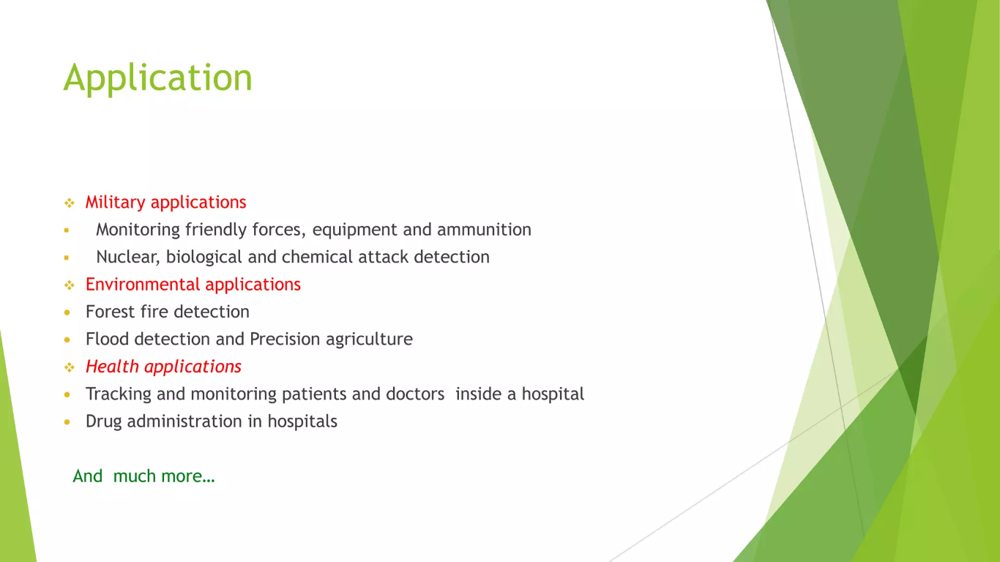 Application
❖ Military applications
▪ Monitoring friendly forces, equipment and ammunition
▪ Nuclear, biological and chemical attack detection
❖ Environmental applications
• Forest fire detection
• Flood detection and Precision agriculture
❖ Health applications
• Tracking and monitoring patients and doctors  inside a hospital
• Drug administration in hospitals
And  much more…